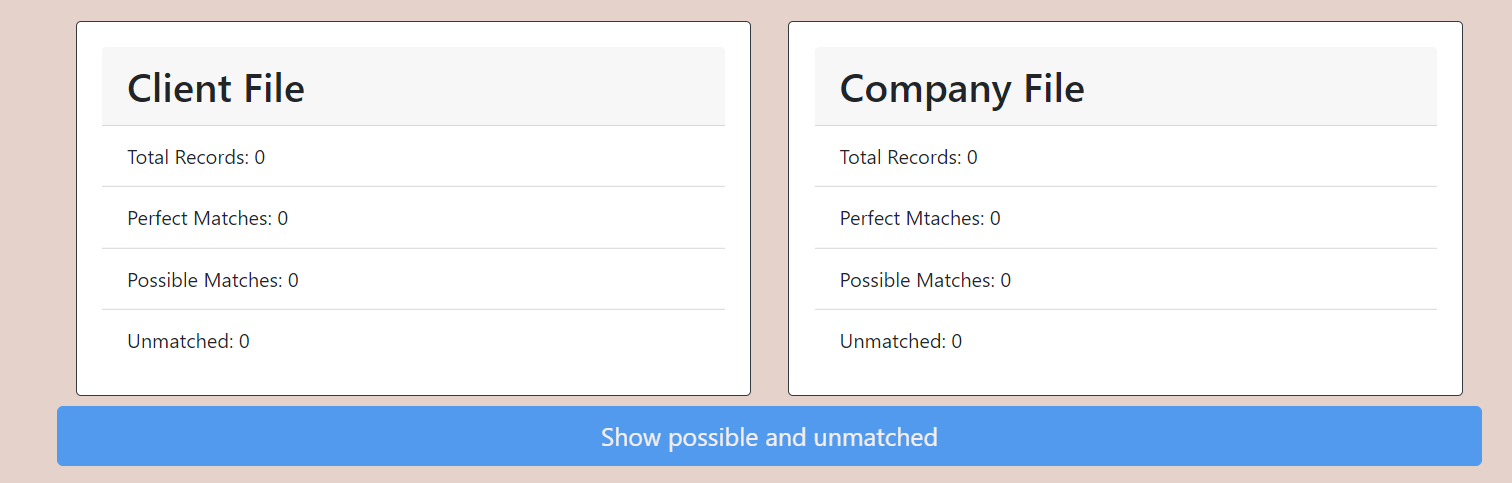 Client File
Total Records: 0
Perfect Matches: 0
Possible Matches: 0
Unmatched: 0
Company File
Total Records: 0
Perfect Mtaches: 0
Possible Matches: 0
Unmatched: 0
Show possible and unmatched